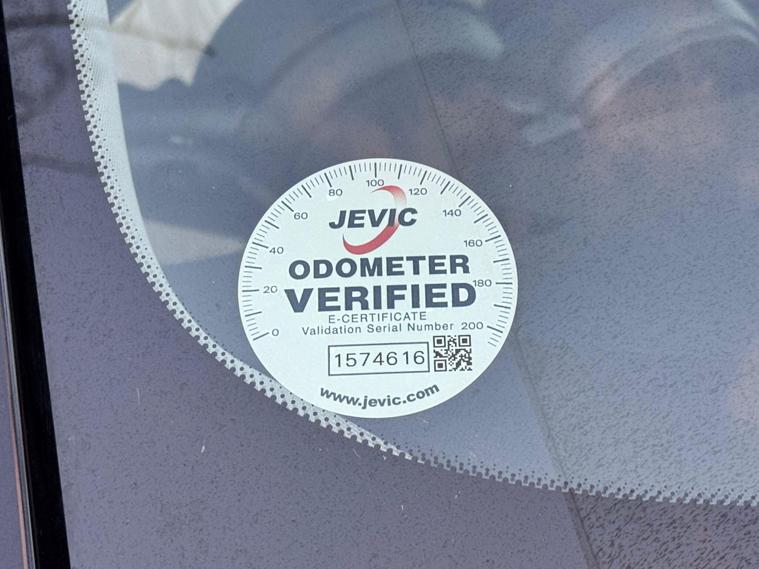 0 20 40 60 80 100 120 140 160 180 200
JEVIC
ODOMETER
VERIFIED
E-CERTIFICATE
Validation Serial Number
1574616
www.jevic.com